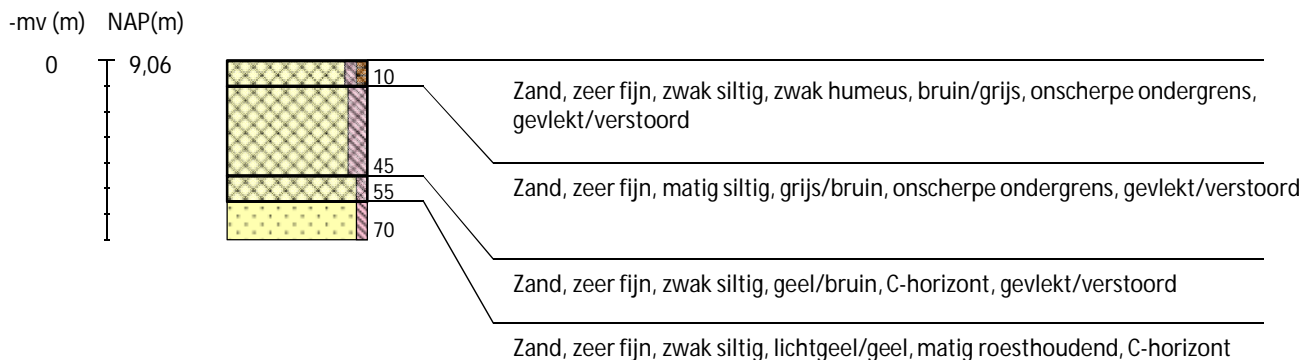 -mv (m) NAP(m)
0 9,06
10
Zand, zeer fijn, zwak siltig, zwak humeus, bruin/grijs, onscherpe ondergrens,
gevlekt/verstoord
45
Zand, zeer fijn, matig siltig, grijs/bruin, onscherpe ondergrens, gevlekt/verstoord
55
70
Zand, zeer fijn, zwak siltig, geel/bruin, C-horizont, gevlekt/verstoord
Zand, zeer fijn, zwak siltig, lichtgeel/geel, matig roesthoudend, C-horizont